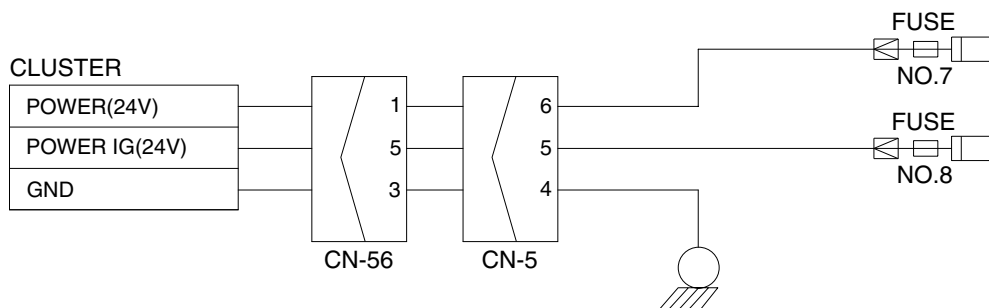 FUSE
NO.7
CLUSTER
POWER(24V) 1 6
FUSE
NO.8
POWER IG(24V) 5 5
GND 3 4
CN-56 CN-5